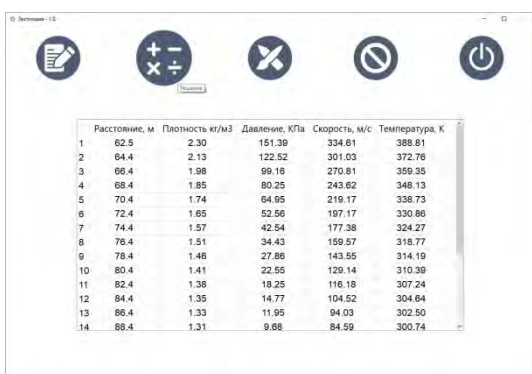 Расстояние, м Плотность кг/м3 Давление, КПа Скорость, м/с Температура, К
1 62.5 2.30 151.39 334.61 388.81
2 64.4 2.13 122.52 301.03 372.76
3 66.4 1.98 99.16 270.81 359.35
4 68.4 1.85 80.25 243.62 348.13
5 70.4 1.74 64.95 219.17 338.73
6 72.4 1.65 52.56 197.17 330.86
7 74.4 1.57 42.54 177.38 324.27
8 76.4 1.51 34.43 159.57 318.77
9 78.4 1.46 27.86 143.55 314.19
10 80.4 1.41 22.55 129.14 310.39
11 82.4 1.38 18.25 116.18 307.24
12 84.4 1.35 14.77 104.52 304.64
13 86.4 1.33 11.95 94.03 302.50
14 88.4 1.31 9.68 84.59 300.74